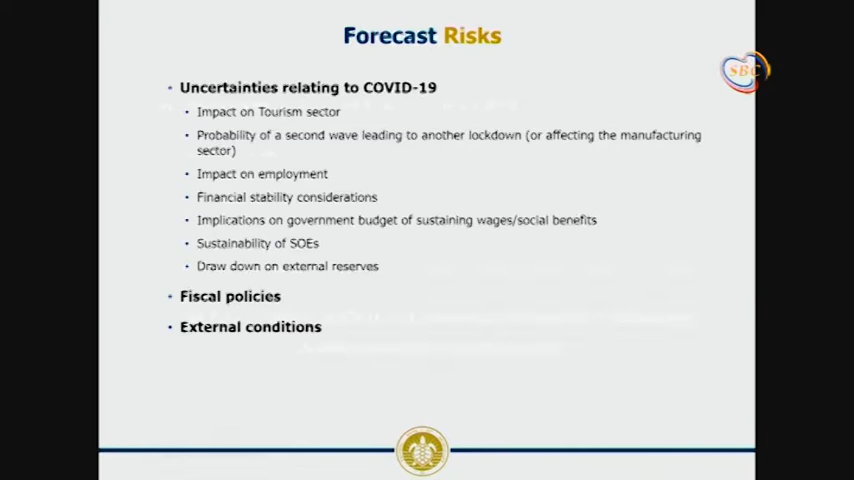 Forecast Risks
SBC
• Uncertainties relating to COVID-19
• Impact on Tourism sector
• Probability of a second wave leading to another lockdown (or affecting the manufacturing
sector)
• Impact on employment
• Financial stability considerations
• Implications on government budget of sustaining wages/social benefits
• Sustainability of SOEs
• Draw down on external reserves
• Fiscal policies
• External conditions